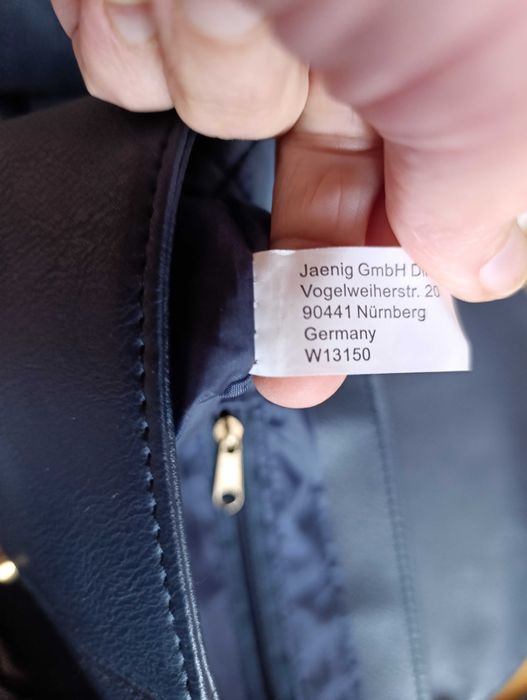 Jaenig GmbH
Vogelweiherstr. 20
90441 Nürnberg
Germany
W13150